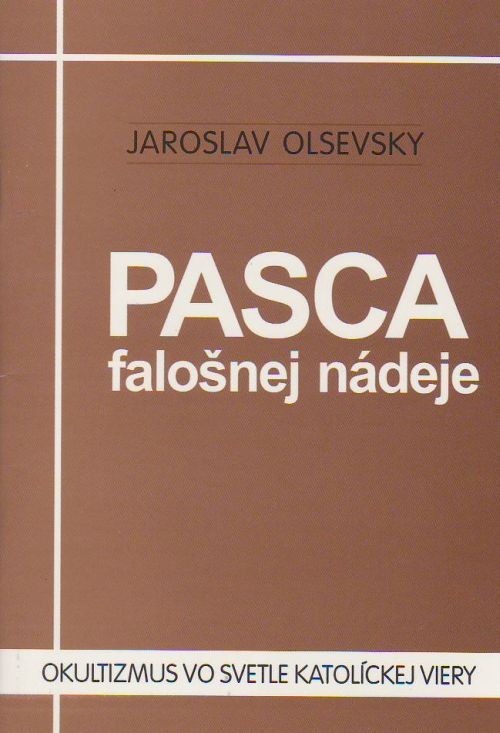 JAROSLAV OLSEVSKY
PASCA
falošnej nádeje
OKULTIZMUS VO SVETLE KATOLÍCKEJ VIERY